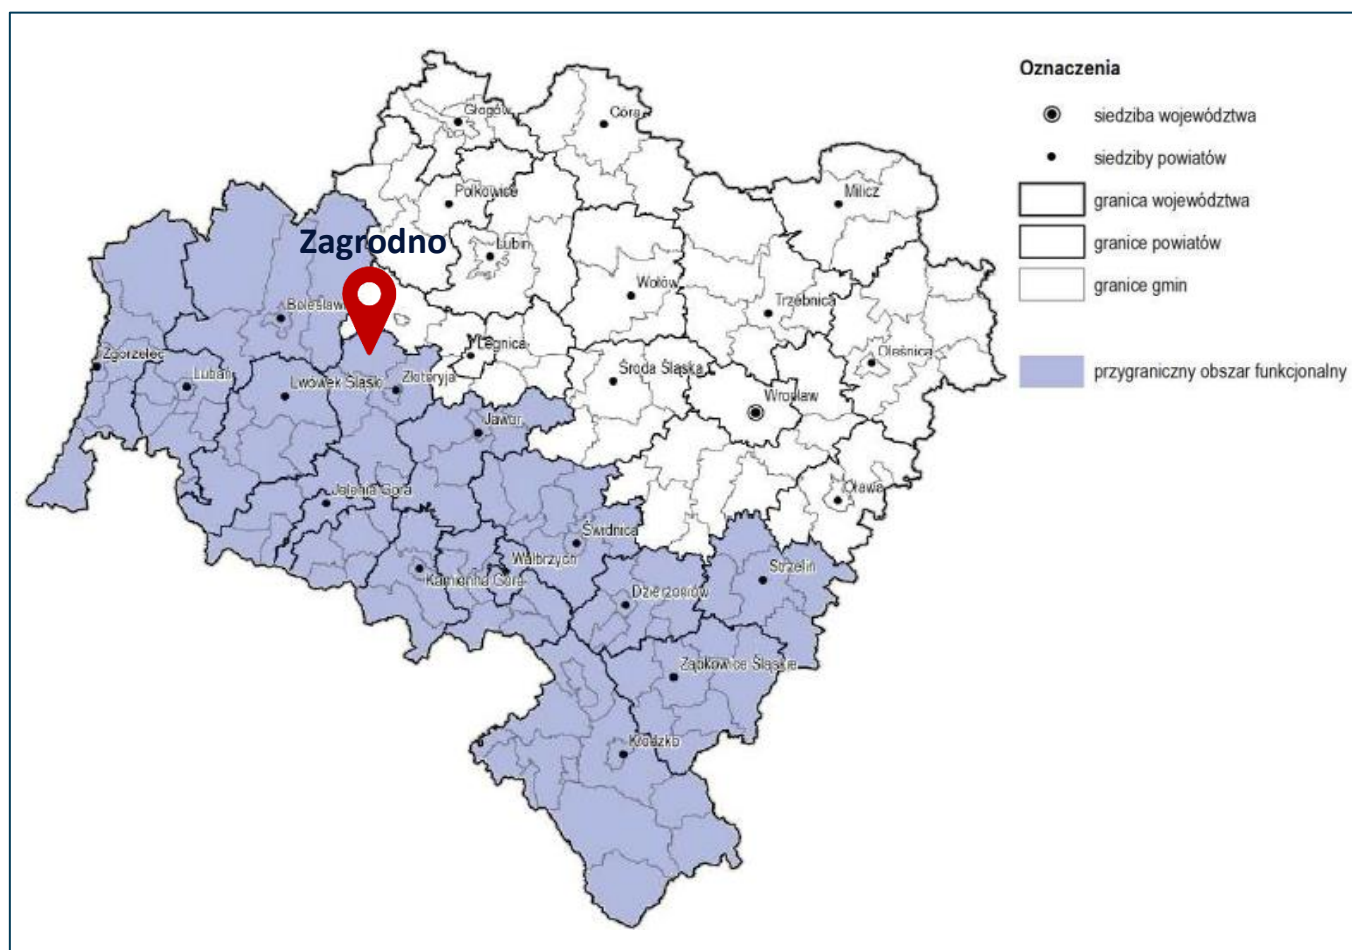 Oznaczenia
siedziba województwa
siedziby powiatów
granica województwa
granice powiatów
granice gmin
przygraniczny obszar funkcjonalny
Głogów
Góra
Polkowice
Milicz
Zagrodno
Lubin
Wołów
Trzebnica
Legnica
Oleśnica
Zgorzelec
Lubań
Lwówek Śląski
Złotoryja
Środa Śląska
Wrocław
Jawor
Jelenia Góra
Oława
Świdnica
Wałbrzych
Kamienna Góra
Strzelin
Dzierżoniów
Ząbkowice Śląskie
Kłodzko